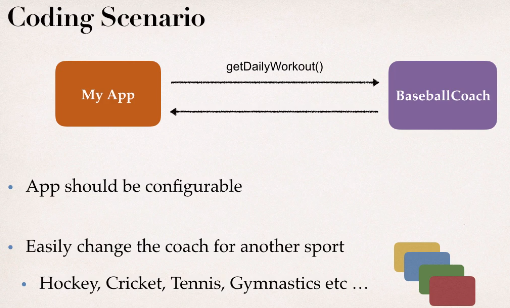 Coding Scenario
getDailyWorkout()
My App
BaseballCoach
App should be configurable
Easily change the coach for another sport
Hockey, Cricket, Tennis, Gymnastics etc …